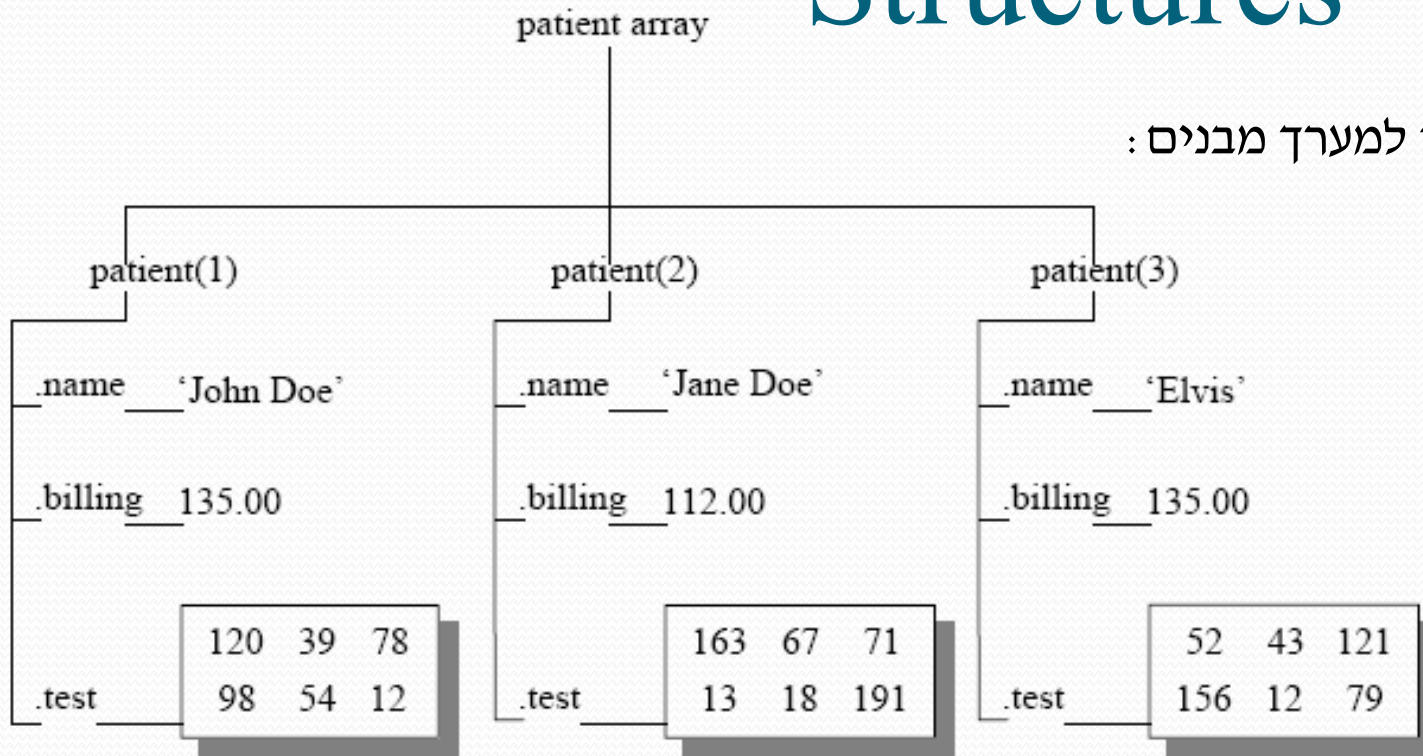 Structures
patient array
למערך מבנים:
patient(1) patient(2) patient(3)
.name ‘John Doe’ .name ‘Jane Doe’ .name ‘Elvis’
.billing 135.00 .billing 112.00 .billing 135.00
120 39 78 163 67 71 52 43 121
.test 98 54 12 .test 13 18 191 .test 156 12 79